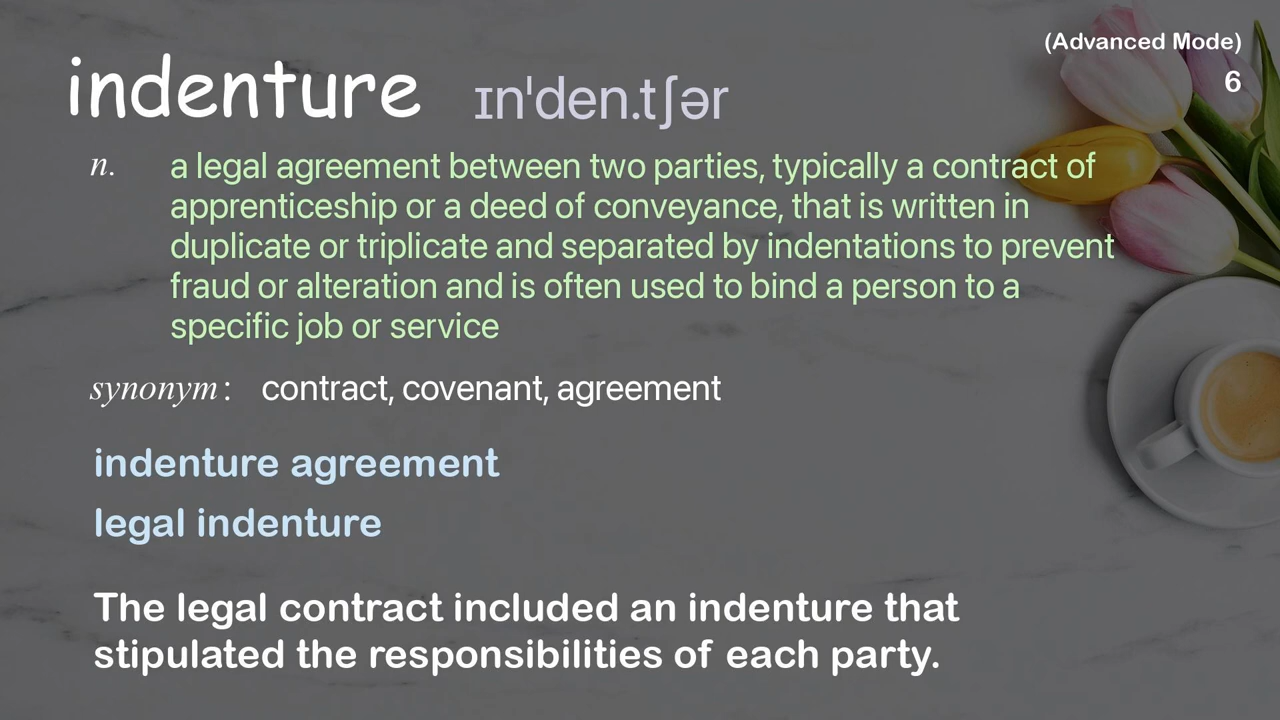 (Advanced Mode)
6
indenture ɪn'den.tʃər
n. a legal agreement between two parties, typically a contract of
apprenticeship or a deed of conveyance, that is written in
duplicate or triplicate and separated by indentations to prevent
fraud or alteration and is often used to bind a person to a
specific job or service
synonym: contract, covenant, agreement
indenture agreement
legal indenture
The legal contract included an indenture that
stipulated the responsibilities of each party.